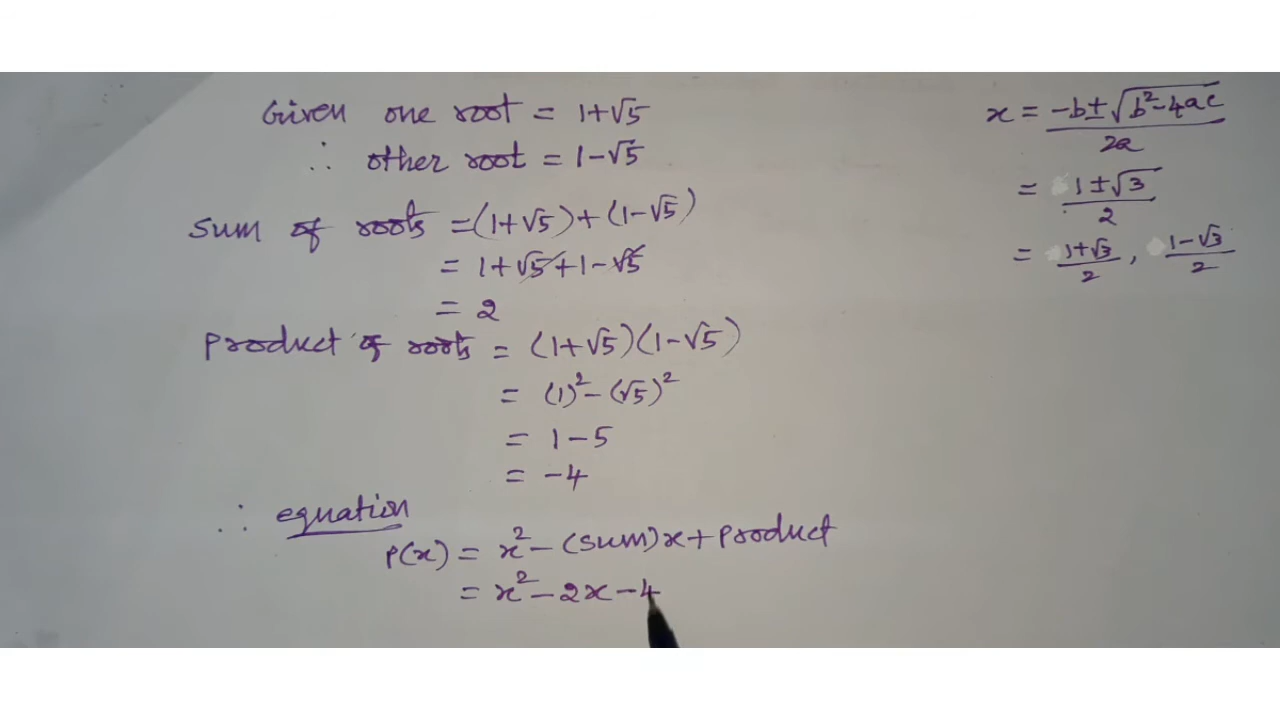 Given one root = 1+√5
∴ other root = 1-√5
Sum of roots = (1+√5)+(1-√5)
= 1+√5+1-√5
= 2
product of roots = (1+√5)(1-√5)
= (1)²-(√5)²
= 1-5
= -4
∴ equation
P(x) = x²-(sum)x+product
= x²-2x-4
x = -b±√b²-4ac / 2a
= 1±√3 / 2
= 1+√3 / 2 , 1-√3 / 2